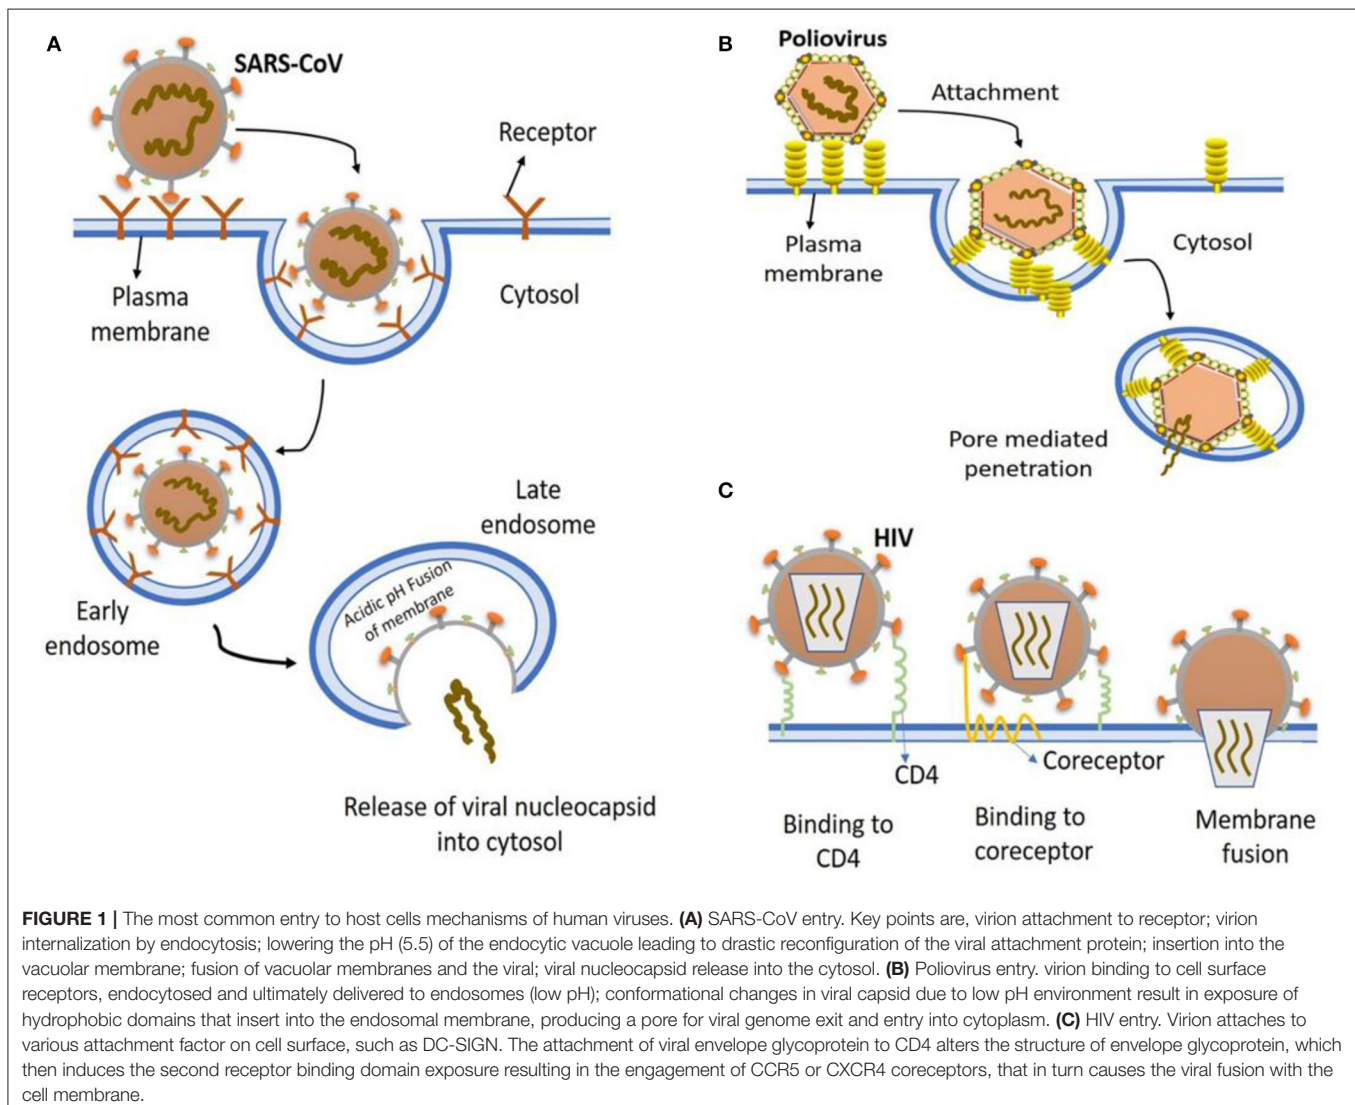 A
SARS-CoV
Receptor
Plasma
membrane
Cytosol
Early
endosome
Late
endosome
Acidic pH Fusion
of membrane
Release of viral nucleocapsid
into cytosol
B
Poliovirus
Attachment
Plasma
membrane
Cytosol
Pore mediated
penetration
C
HIV
CD4
Coreceptor
Binding to
CD4
Binding to
coreceptor
Membrane
fusion
FIGURE 1 | The most common entry to host cells mechanisms of human viruses. (A) SARS-CoV entry. Key points are, virion attachment to receptor; virion
internalization by endocytosis; lowering the pH (5.5) of the endocytic vacuole leading to drastic reconfiguration of the viral attachment protein; insertion into the
vacuolar membrane; fusion of vacuolar membranes and the viral; viral nucleocapsid release into the cytosol. (B) Poliovirus entry. virion binding to cell surface
receptors, endocytosed and ultimately delivered to endosomes (low pH); conformational changes in viral capsid due to low pH environment result in exposure of
hydrophobic domains that insert into the endosomal membrane, producing a pore for viral genome exit and entry into cytoplasm. (C) HIV entry. Virion attaches to
various attachment factor on cell surface, such as DC-SIGN. The attachment of viral envelope glycoprotein to CD4 alters the structure of envelope glycoprotein, which
then induces the second receptor binding domain exposure resulting in the engagement of CCR5 or CXCR4 coreceptors, that in turn causes the viral fusion with the
cell membrane.